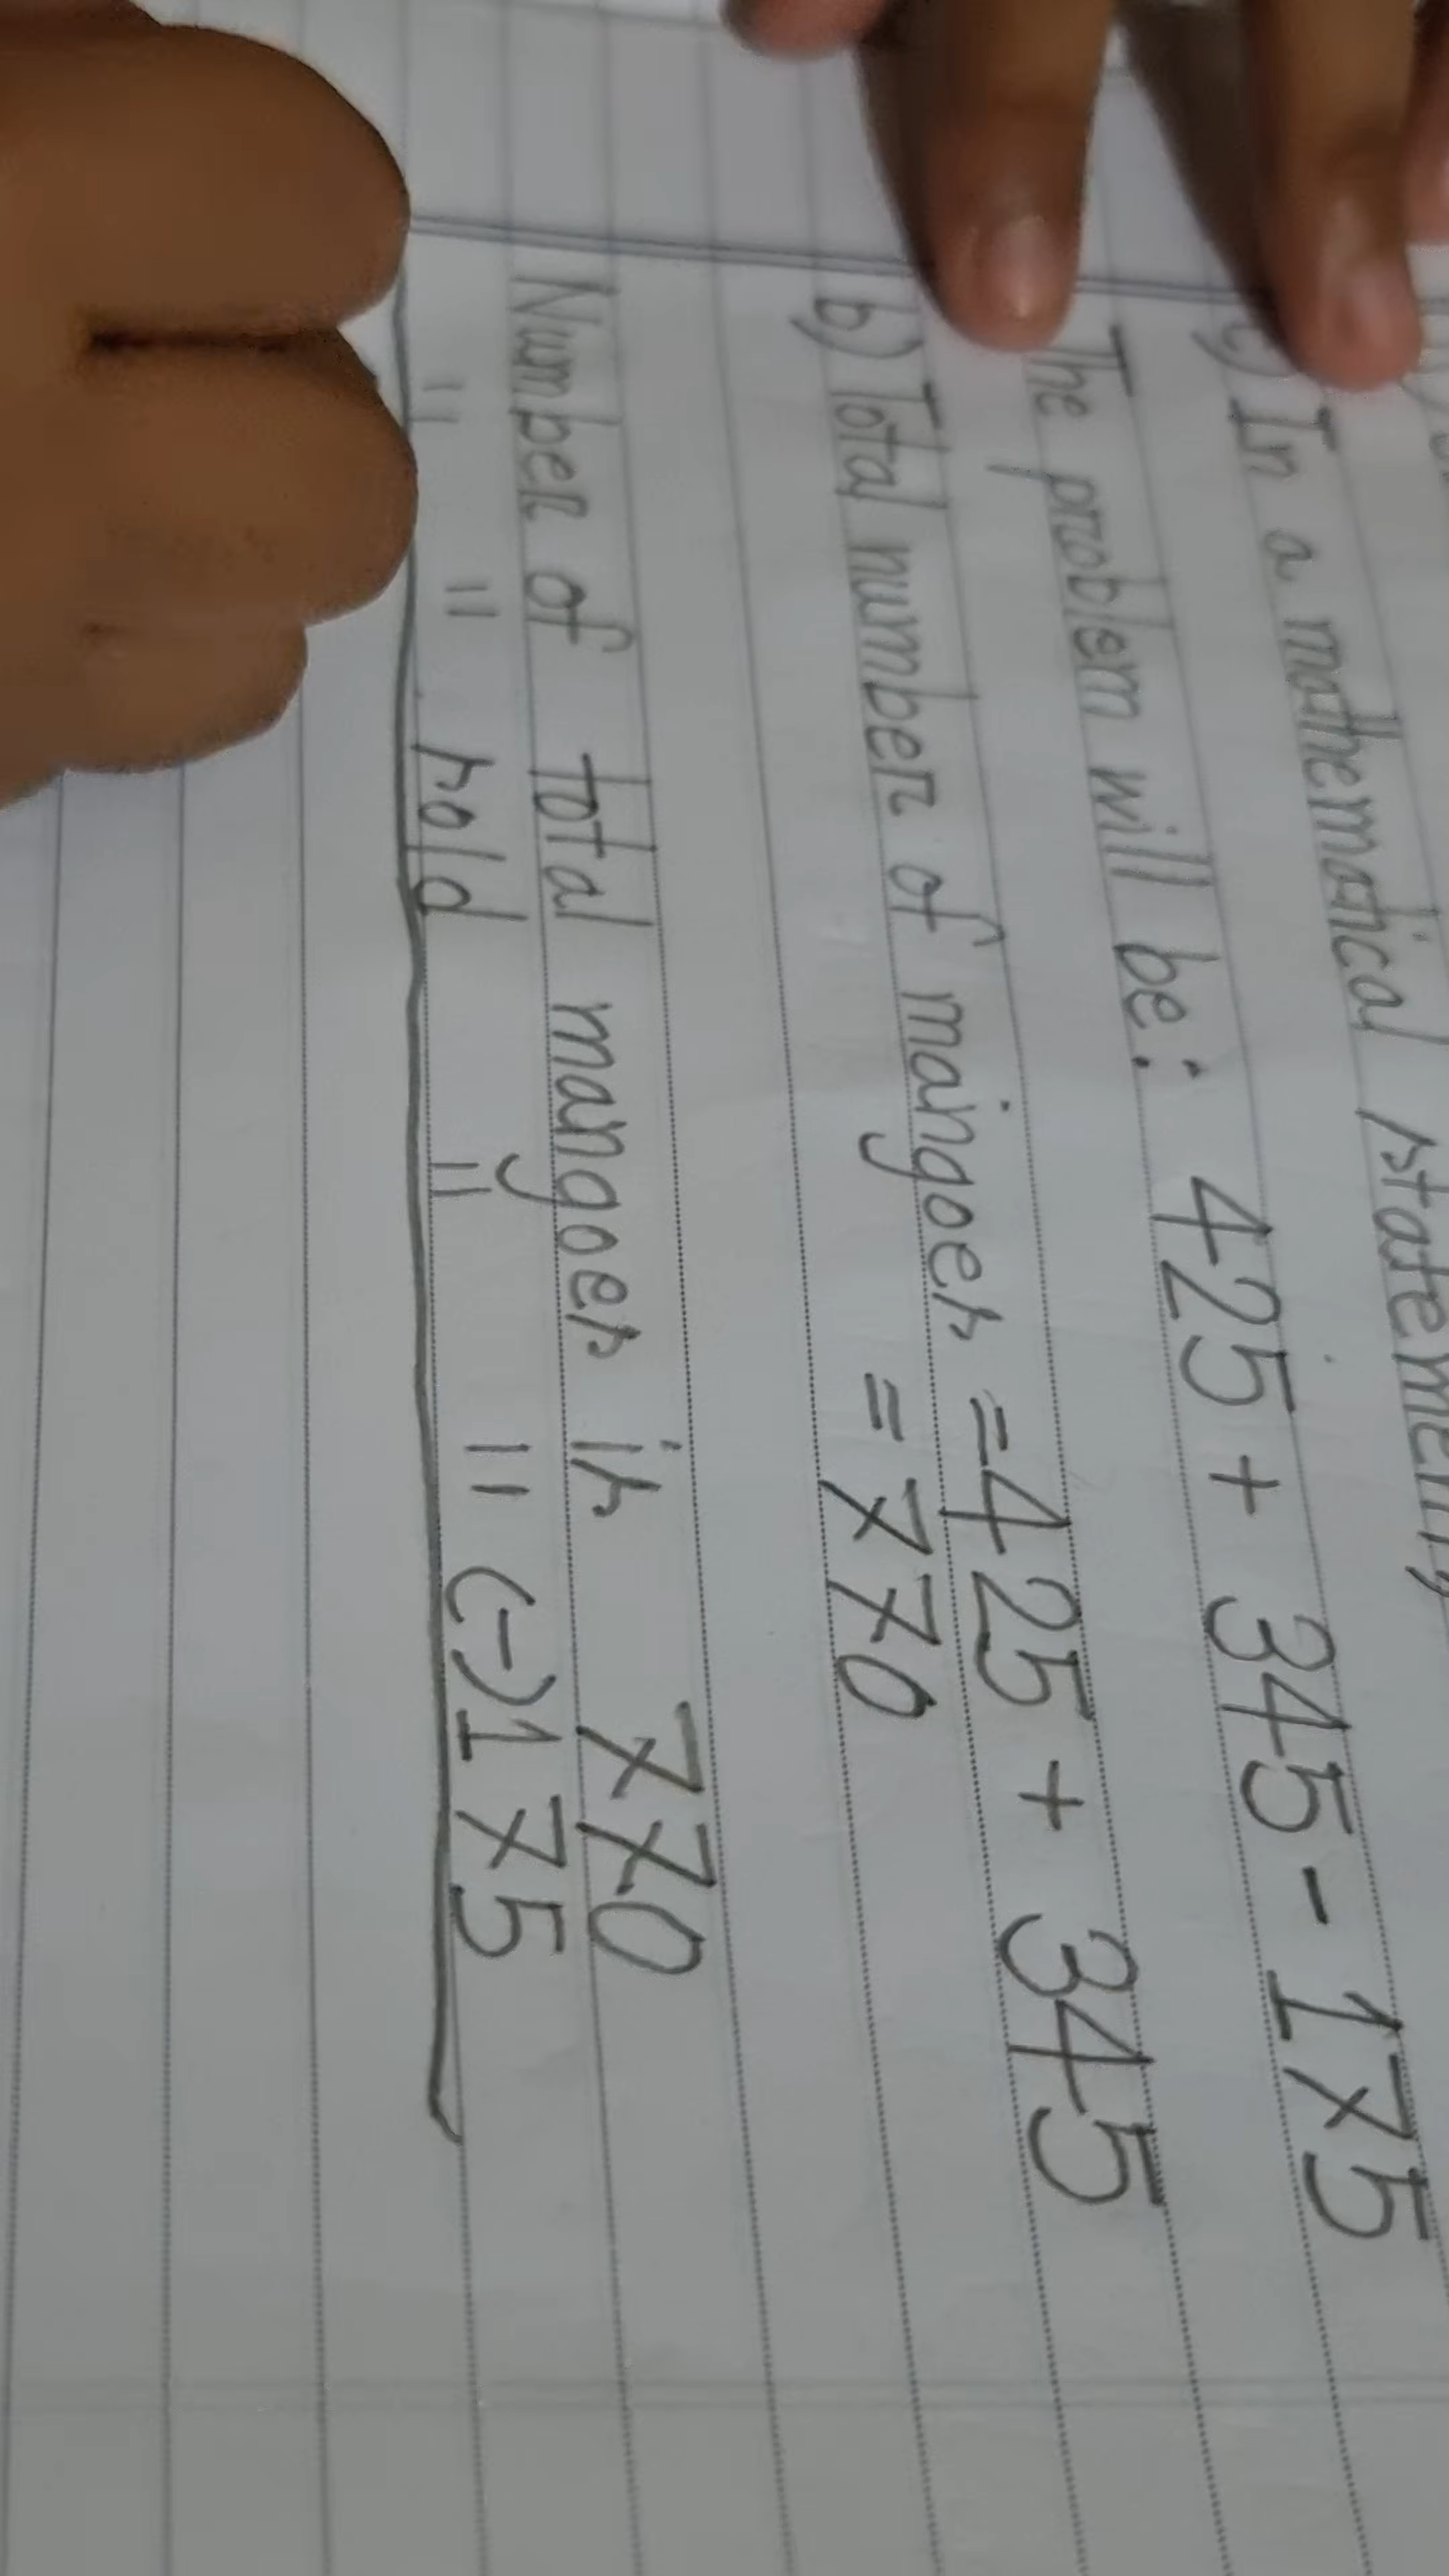 In a mathematical statement,
The problem will be: 425 + 345 - 175
b) Total number of maingoes = 425 + 345
= 770
Number of total mangoes is 770
" " sold " " (-) 175